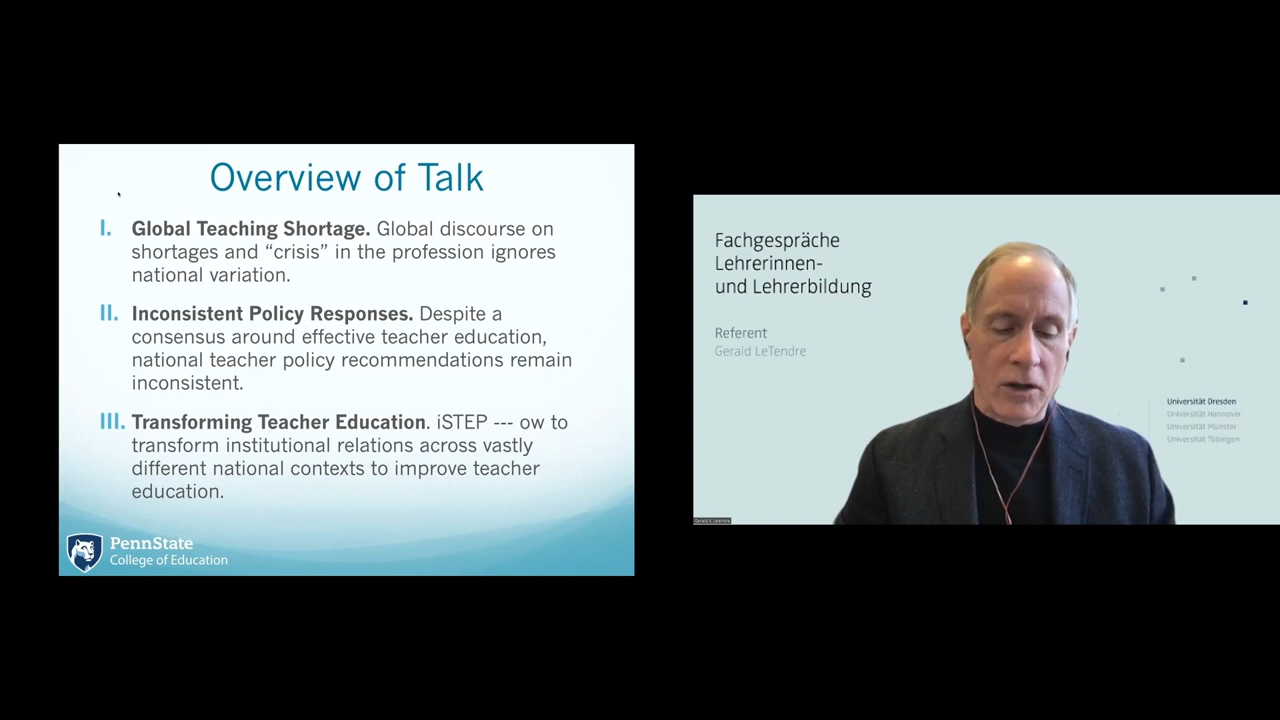 Overview of Talk
I. Global Teaching Shortage. Global discourse on
shortages and “crisis” in the profession ignores
national variation.
II. Inconsistent Policy Responses. Despite a
consensus around effective teacher education,
national teacher policy recommendations remain
inconsistent.
III. Transforming Teacher Education. iSTEP --- ow to
transform institutional relations across vastly
different national contexts to improve teacher
education.
PennState
College of Education
Fachgespräche
Lehrerinnen-
und Lehrerbildung
Referent
Gerald LeTendre
Universität Dresden
Universität Hannover
Universität Münster
Universität Tübingen
Gerald K Letendre